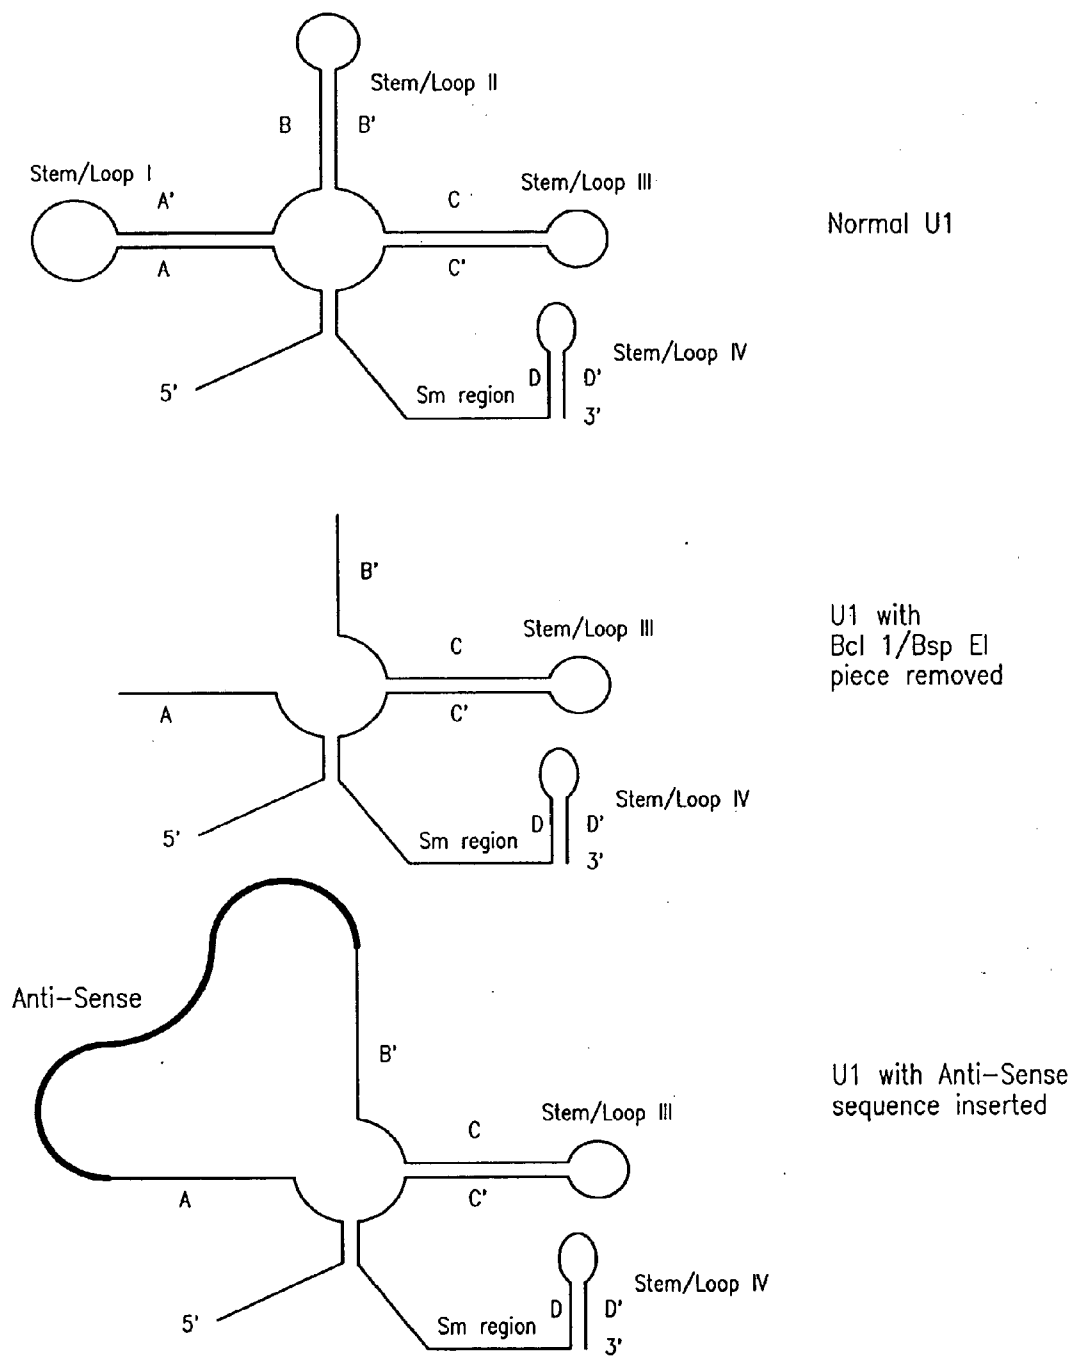 Stem/Loop II
B
B'
Stem/Loop I
A'
C
Stem/Loop III
Normal U1
A
C'
Stem/Loop IV
5'
Sm region
D
D'
3'
B'
U1 with
Bcl 1/Bsp EI
piece removed
Stem/Loop III
C
A
C'
Stem/Loop IV
5'
Sm region
D
D'
3'
Anti-Sense
B'
U1 with Anti-Sense
sequence inserted
Stem/Loop III
C
A
C'
Stem/Loop IV
5'
Sm region
D
D'
3'